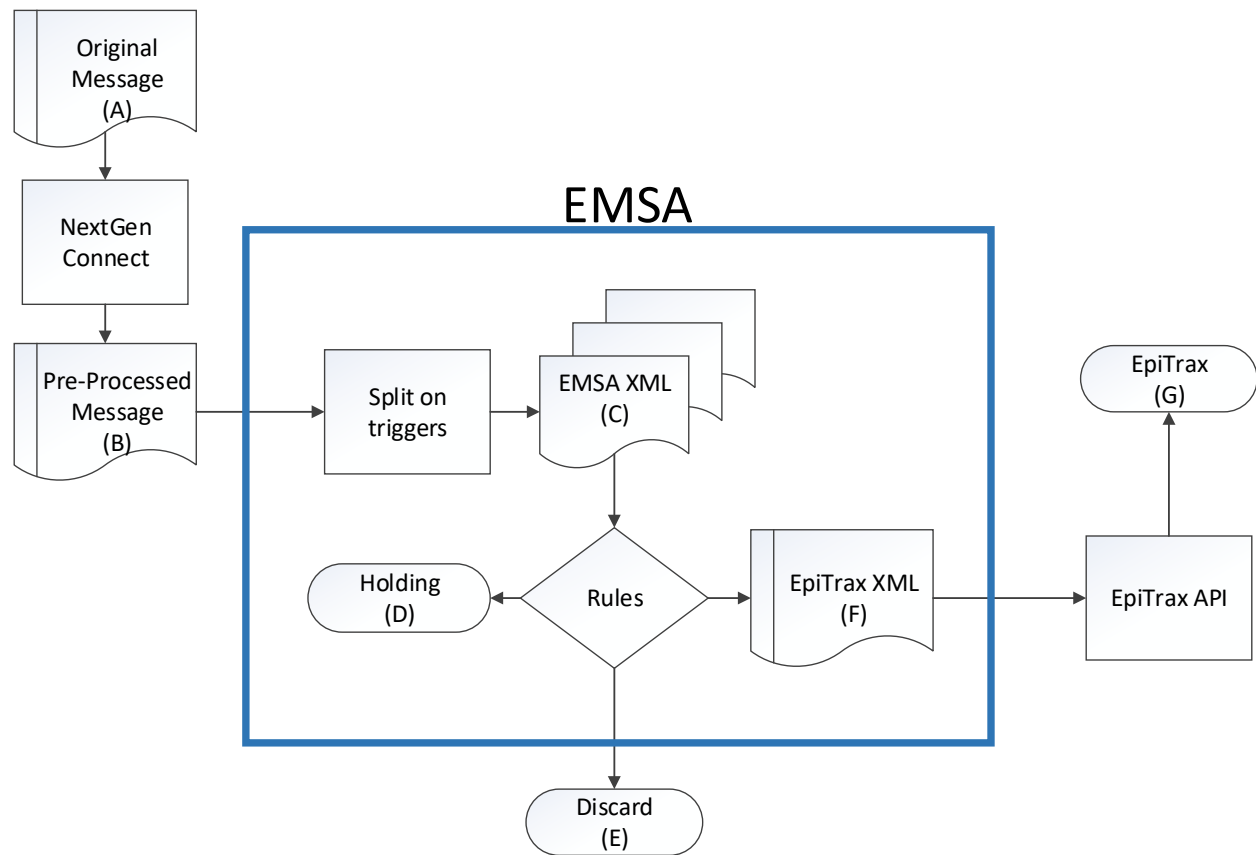 Original
Message
(A)
NextGen
Connect
EMSA
Pre-Processed
Message
(B)
Split on
triggers
EMSA XML
(C)
EpiTrax
(G)
Holding
(D)
Rules
EpiTrax XML
(F)
EpiTrax API
Discard
(E)